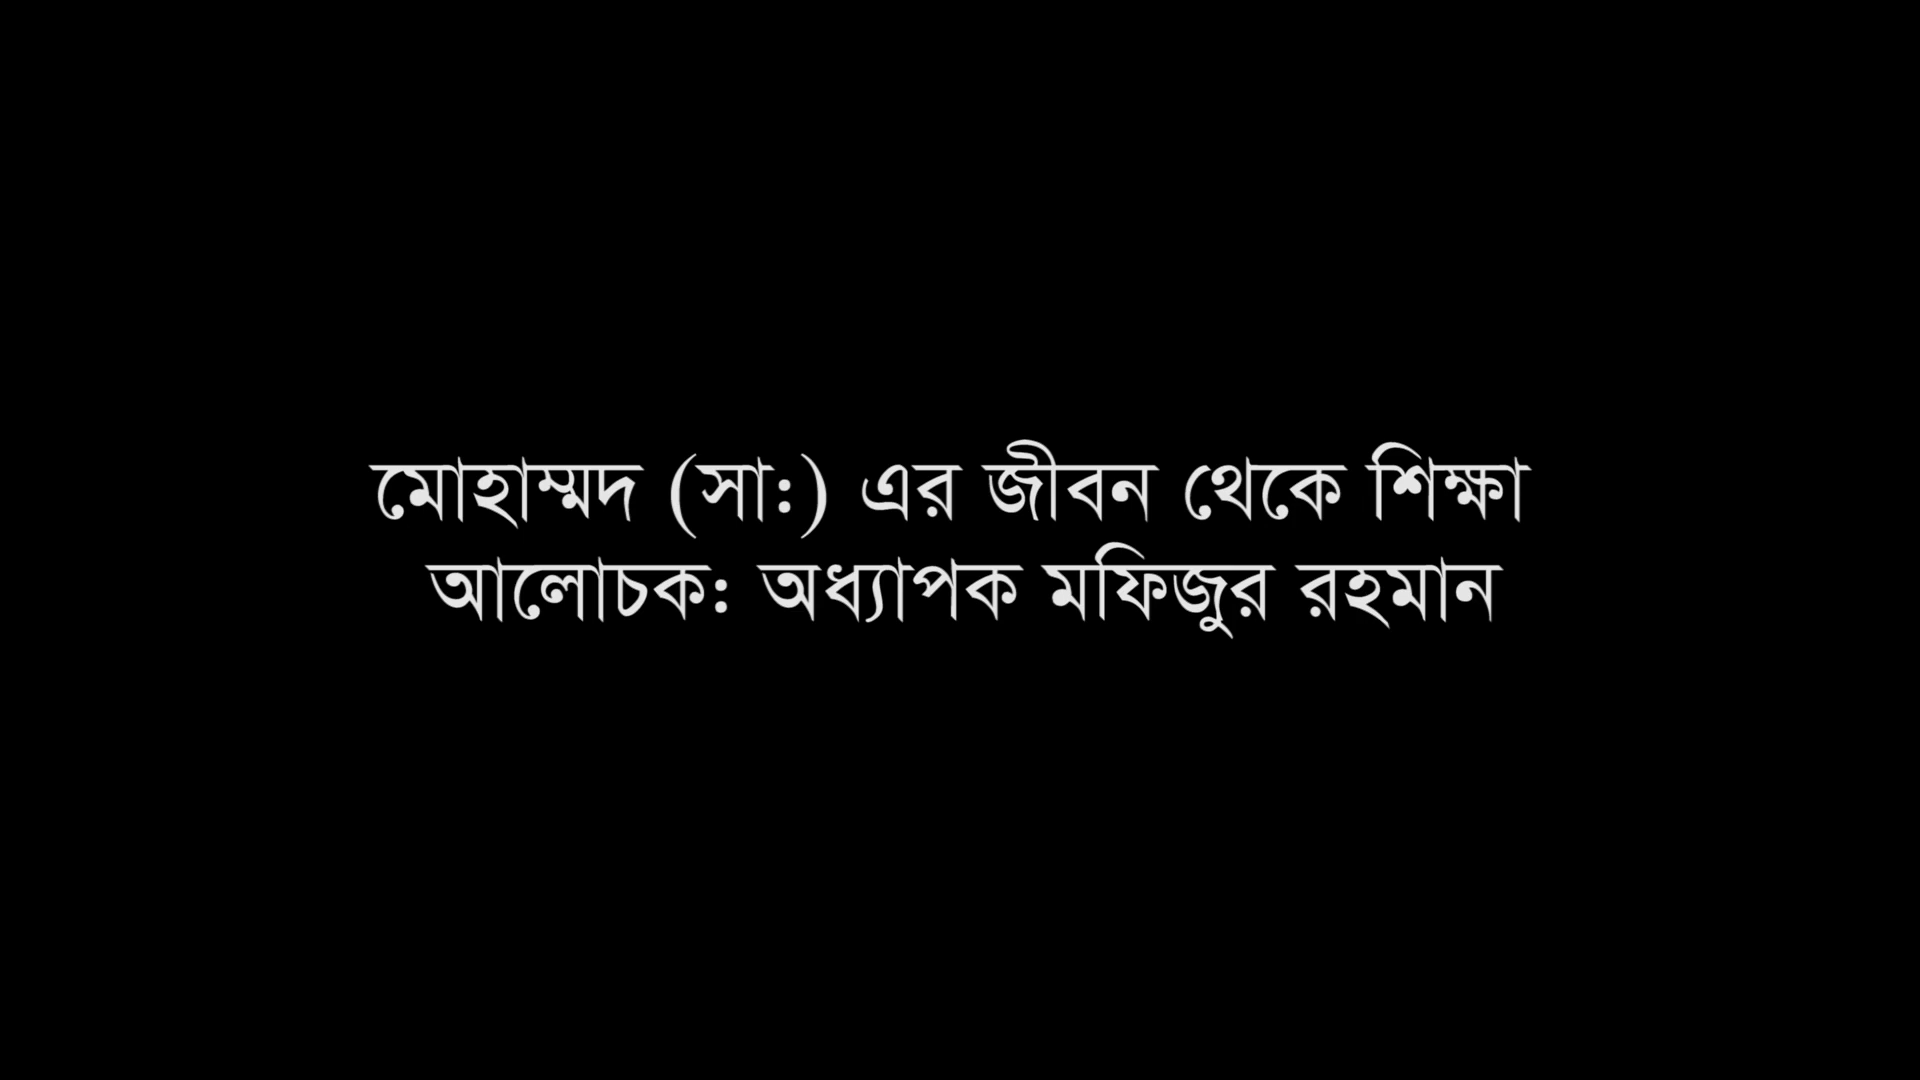 মোহাম্মদ (সা:) এর জীবন থেকে শিক্ষা
আলোচক: অধ্যাপক মফিজুর রহমান